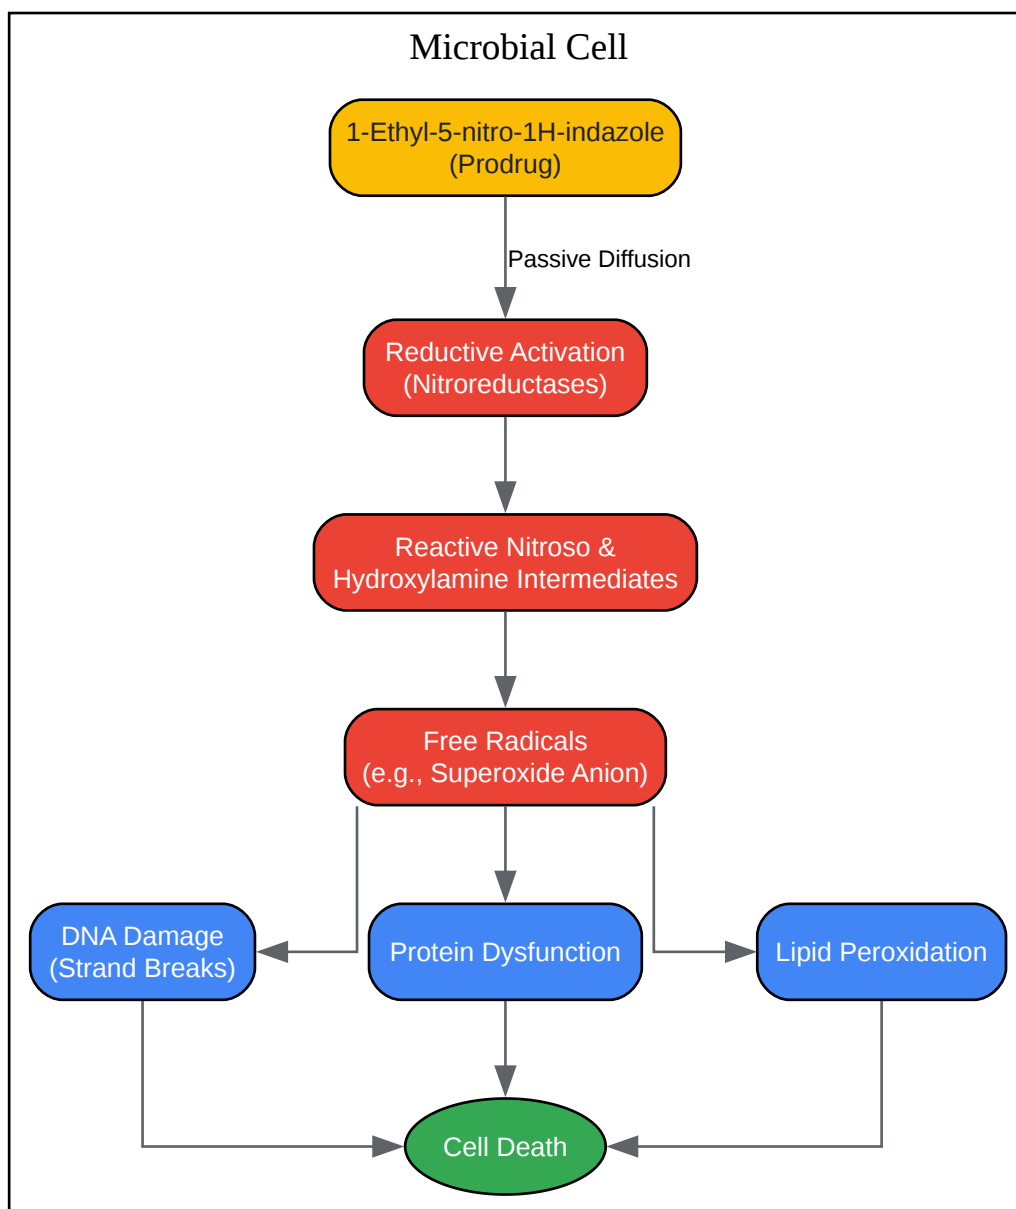 Microbial Cell
1-Ethyl-5-nitro-1H-indazole
(Prodrug)
Passive Diffusion
Reductive Activation
(Nitroreductases)
Reactive Nitroso &
Hydroxylamine Intermediates
Free Radicals
(e.g., Superoxide Anion)
DNA Damage
(Strand Breaks)
Protein Dysfunction
Lipid Peroxidation
Cell Death